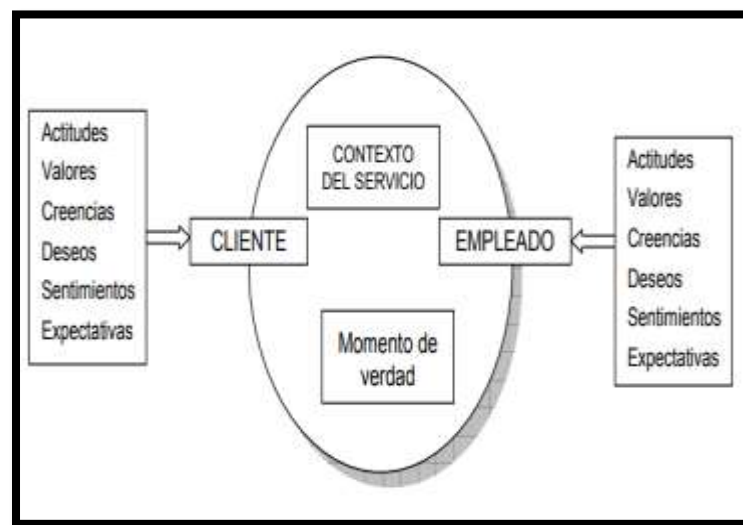 Actitudes
Valores
Creencias
Deseos
Sentimientos
Expectativas
CLIENTE
CONTEXTO
DEL SERVICIO
Momento de
verdad
EMPLEADO
Actitudes
Valores
Creencias
Deseos
Sentimientos
Expectativas